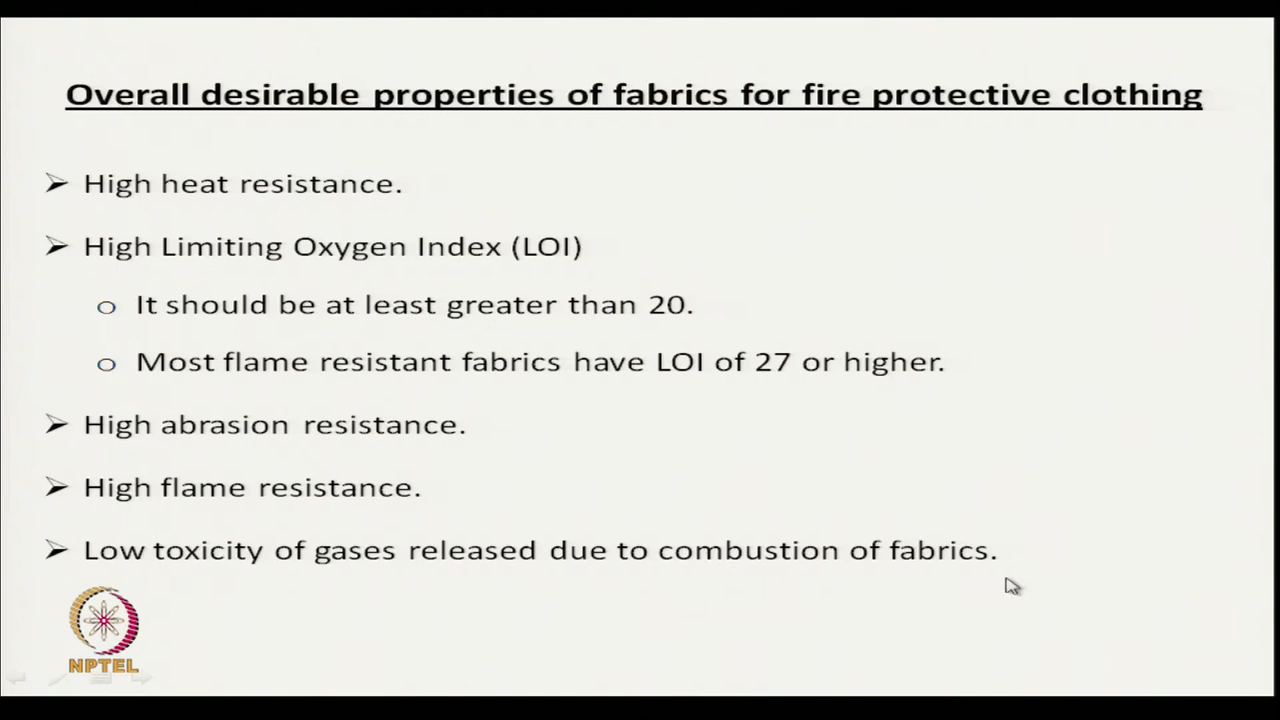 Overall desirable properties of fabrics for fire protective clothing
➢ High heat resistance.
➢ High Limiting Oxygen Index (LOI)
o It should be at least greater than 20.
o Most flame resistant fabrics have LOI of 27 or higher.
➢ High abrasion resistance.
➢ High flame resistance.
➢ Low toxicity of gases released due to combustion of fabrics.
NPTEL